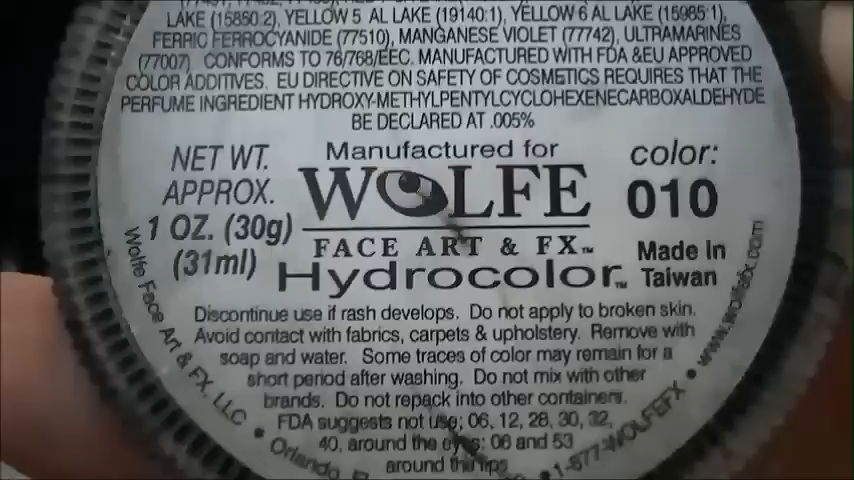 LAKE (15850:2), YELLOW 5 AL LAKE (19140:1), YELLOW 6 AL LAKE (15985:1),
FERRIC FERROCYANIDE (77510), MANGANESE VIOLET (77742), ULTRAMARINES
(77007). CONFORMS TO 76/768/EEC. MANUFACTURED WITH FDA &EU APPROVED
COLOR ADDITIVES. EU DIRECTIVE ON SAFETY OF COSMETICS REQUIRES THAT THE
PERFUME INGREDIENT HYDROXY-METHYLPENTYLCYCLOHEXENECARBOXALDEHYDE
BE DECLARED AT .005%
NET WT.
APPROX.
1 OZ. (30g)
(31ml)
Manufactured for
WOLFE
FACE ART & FX™
Hydrocolor™
color:
010
Made in
Taiwan
Discontinue use if rash develops. Do not apply to broken skin.
Avoid contact with fabrics, carpets & upholstery. Remove with
soap and water. Some traces of color may remain for a
short period after washing. Do not mix with other
brands. Do not repack into other containers.
FDA suggests not use; 06, 12, 28, 30, 32,
40, around the eyes: 06 and 53
around the lips
Wolfe Face Art & FX, LLC • Orlando, • 1-877-WOLFEFX • www.wolfefx.com